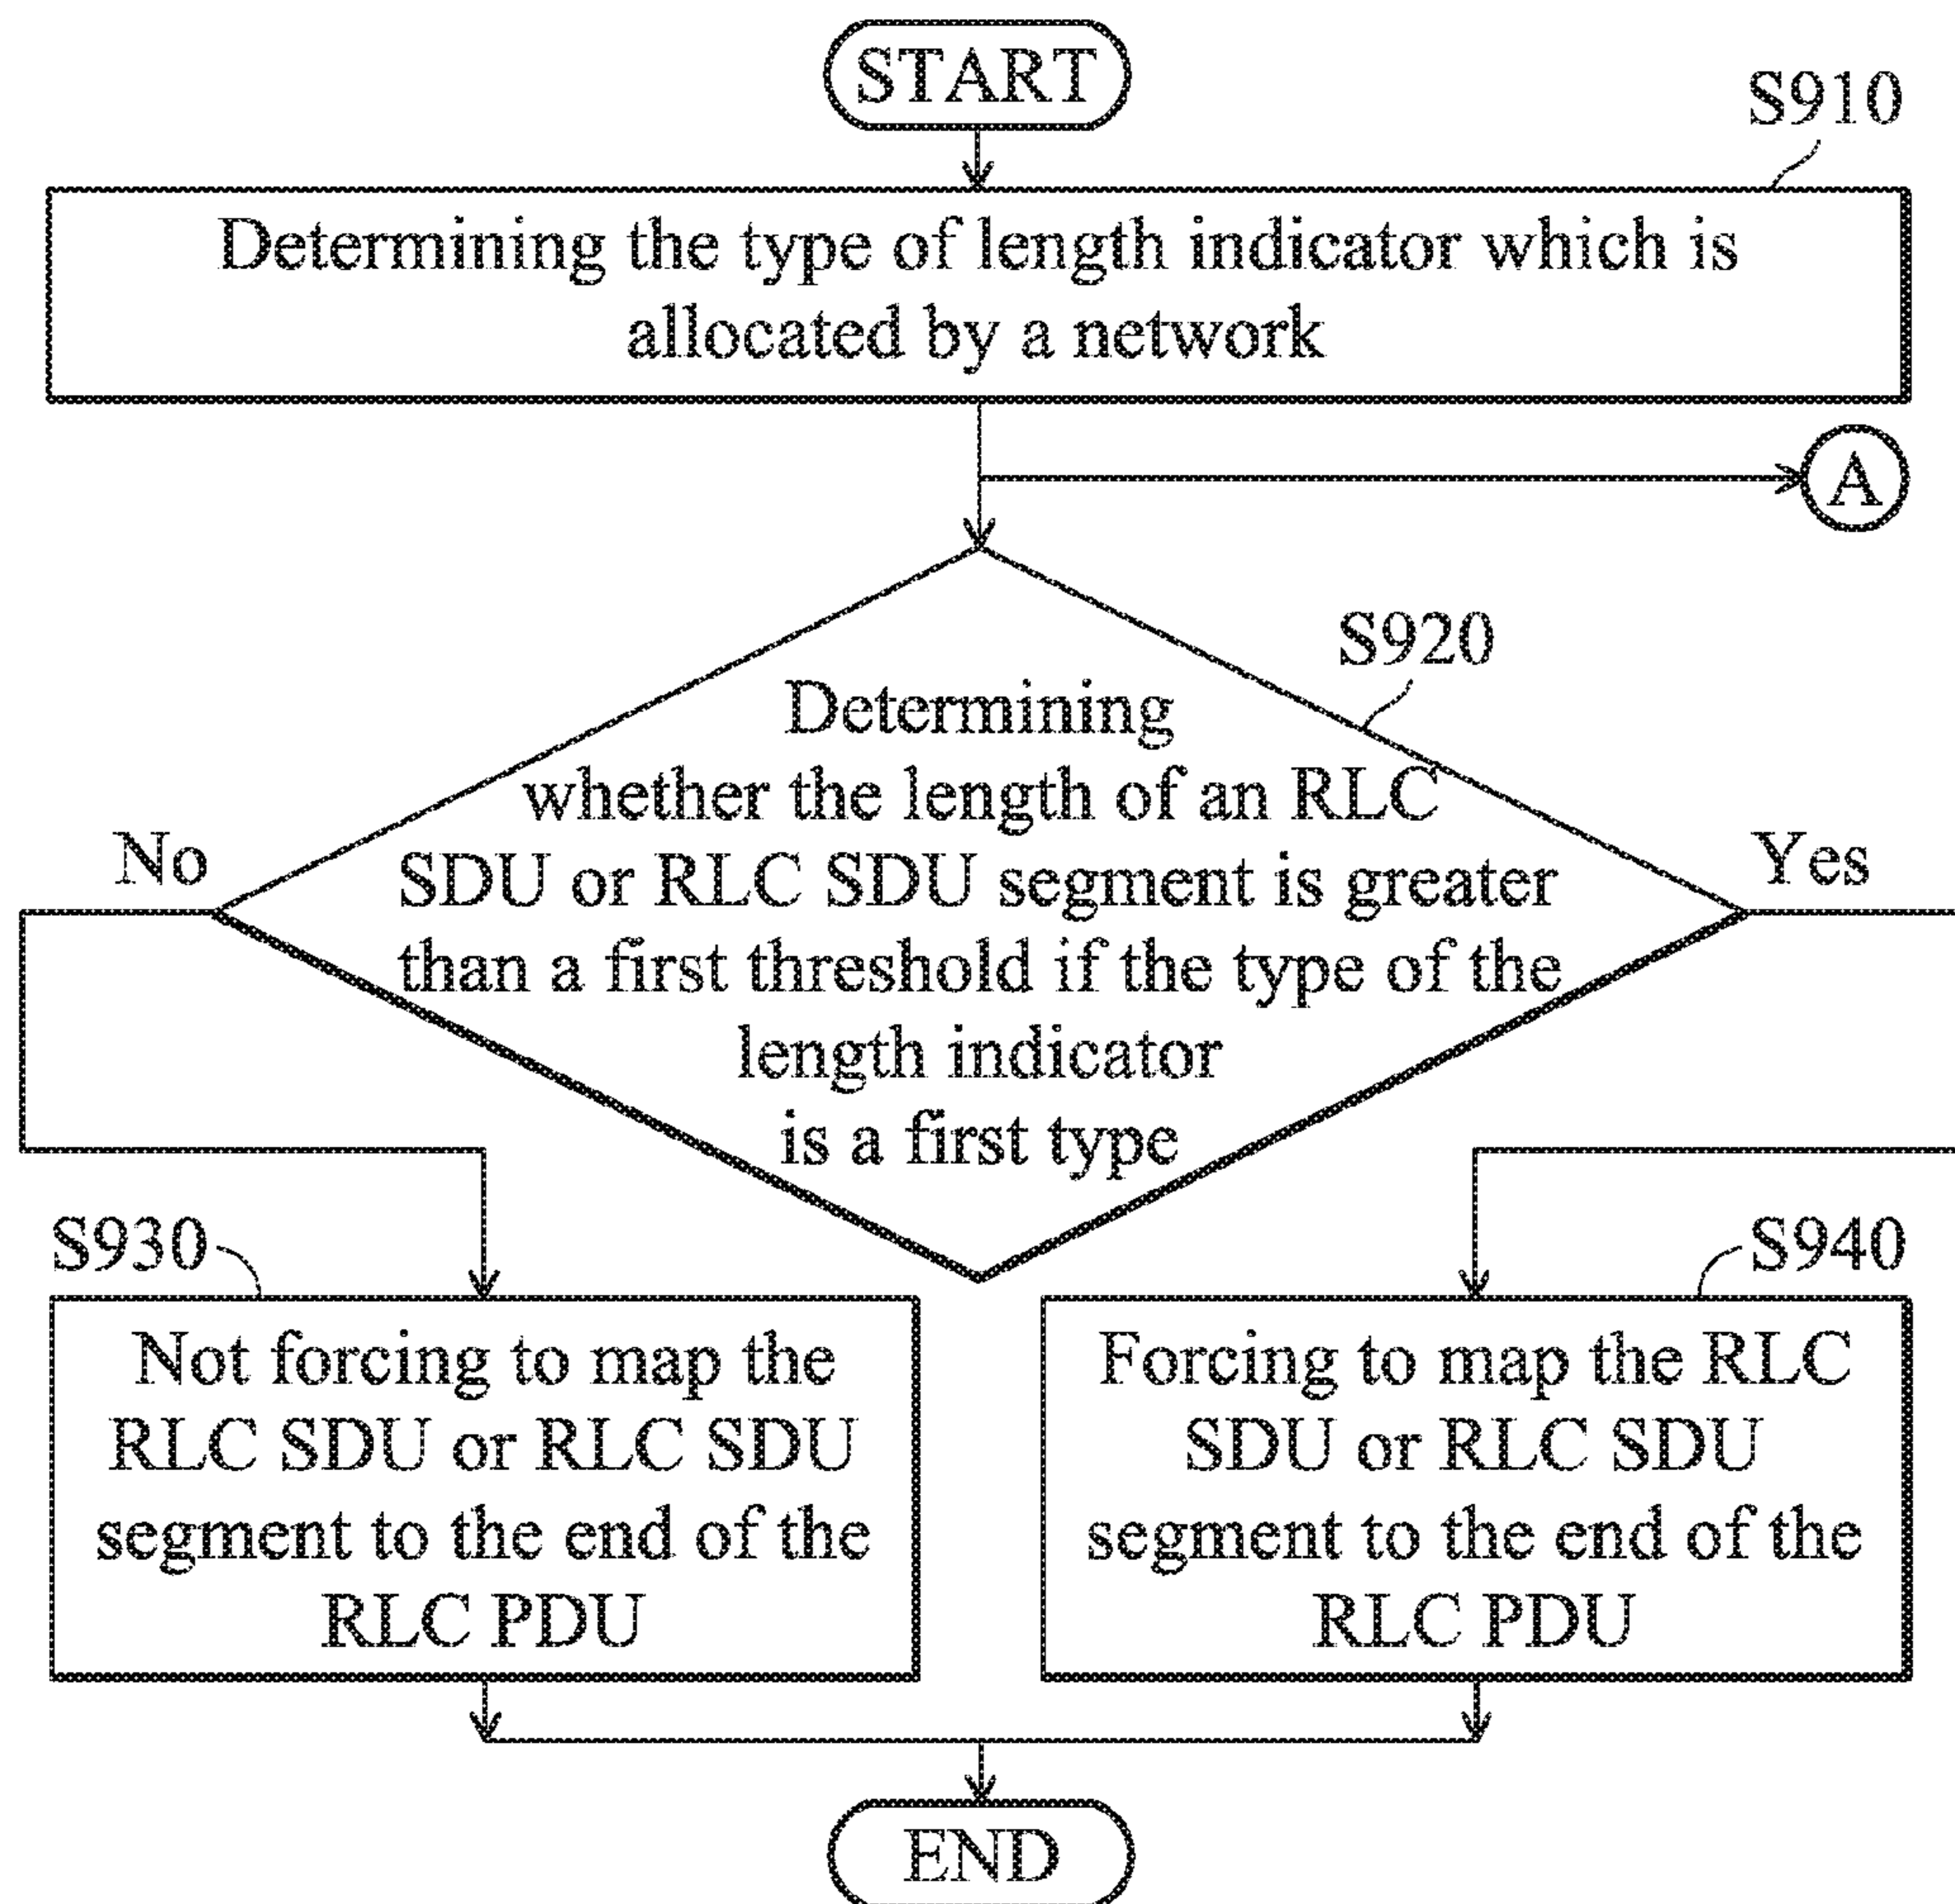 START
S910
Determining the type of length indicator which is
allocated by a network
A
S920
Determining
whether the length of an RLC
SDU or RLC SDU segment is greater
than a first threshold if the type of the
length indicator
is a first type
No
Yes
S930
Not forcing to map the
RLC SDU or RLC SDU
segment to the end of the
RLC PDU
S940
Forcing to map the RLC
SDU or RLC SDU
segment to the end of the
RLC PDU
END